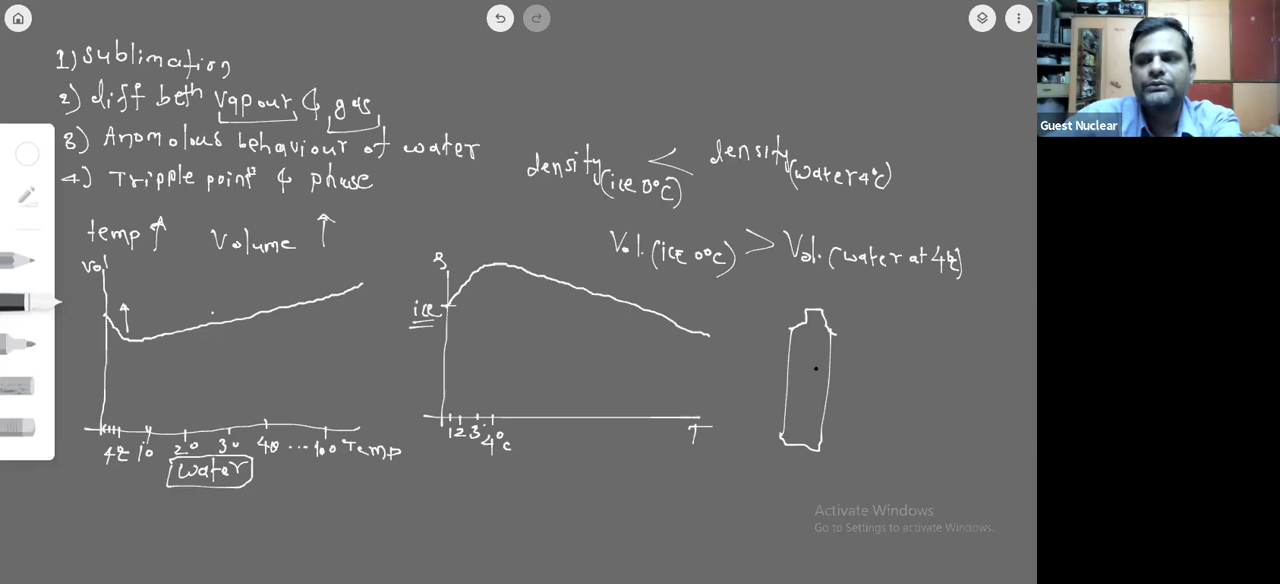 1) Sublimation
2) diff beth Vapour & gas
3) Anomolous behaviour of water
4) Tripple point & phase
density (ice 0°C) < density (water 4°C)
temp ↑ Volume ↑
Vol. (ice 0°C) > Vol. (water at 4°C)
Vol
ice
4°C 10 20 30 40 ... 100 Temp
water
1 2 3 4°C
T
Guest Nuclear
Activate Windows
Go to Settings to activate Windows.